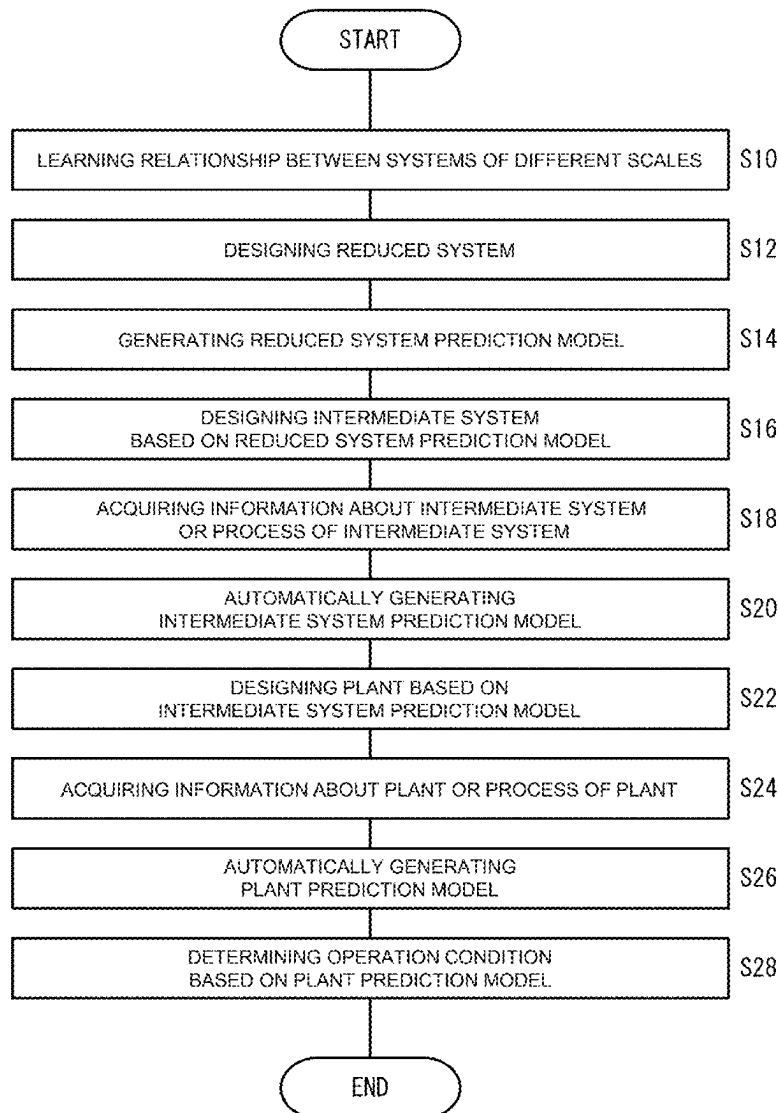 START
LEARNING RELATIONSHIP BETWEEN SYSTEMS OF DIFFERENT SCALES S10
DESIGNING REDUCED SYSTEM S12
GENERATING REDUCED SYSTEM PREDICTION MODEL S14
DESIGNING INTERMEDIATE SYSTEM
BASED ON REDUCED SYSTEM PREDICTION MODEL S16
ACQUIRING INFORMATION ABOUT INTERMEDIATE SYSTEM
OR PROCESS OF INTERMEDIATE SYSTEM S18
AUTOMATICALLY GENERATING
INTERMEDIATE SYSTEM PREDICTION MODEL S20
DESIGNING PLANT BASED ON
INTERMEDIATE SYSTEM PREDICTION MODEL S22
ACQUIRING INFORMATION ABOUT PLANT OR PROCESS OF PLANT S24
AUTOMATICALLY GENERATING
PLANT PREDICTION MODEL S26
DETERMINING OPERATION CONDITION
BASED ON PLANT PREDICTION MODEL S28
END